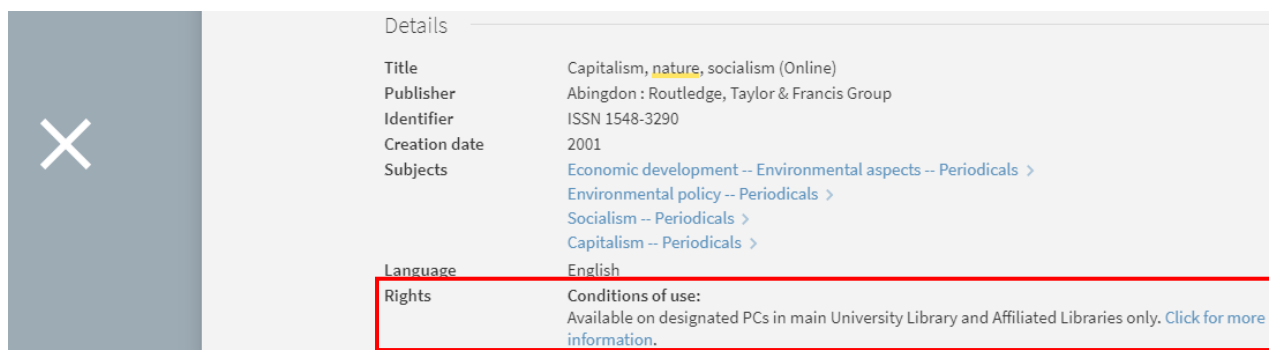 Details
Title Capitalism, nature, socialism (Online)
Publisher Abingdon : Routledge, Taylor & Francis Group
Identifier ISSN 1548-3290
Creation date 2001
Subjects Economic development -- Environmental aspects -- Periodicals >
Environmental policy -- Periodicals >
Socialism -- Periodicals >
Capitalism -- Periodicals >
Language English
Rights Conditions of use:
Available on designated PCs in main University Library and Affiliated Libraries only. Click for more
information.